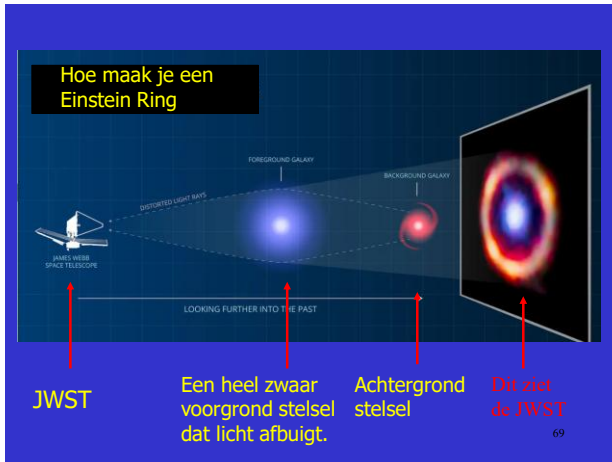 Hoe maak je een
Einstein Ring
FOREGROUND GALAXY
BACKGROUND GALAXY
DISTORTED LIGHT RAYS
JAMES WEBB
SPACE TELESCOPE
LOOKING FURTHER INTO THE PAST
JWST
Een heel zwaar
voorgrond stelsel
dat licht afbuigt.
Achtergrond
stelsel
Dit ziet
de JWST
69